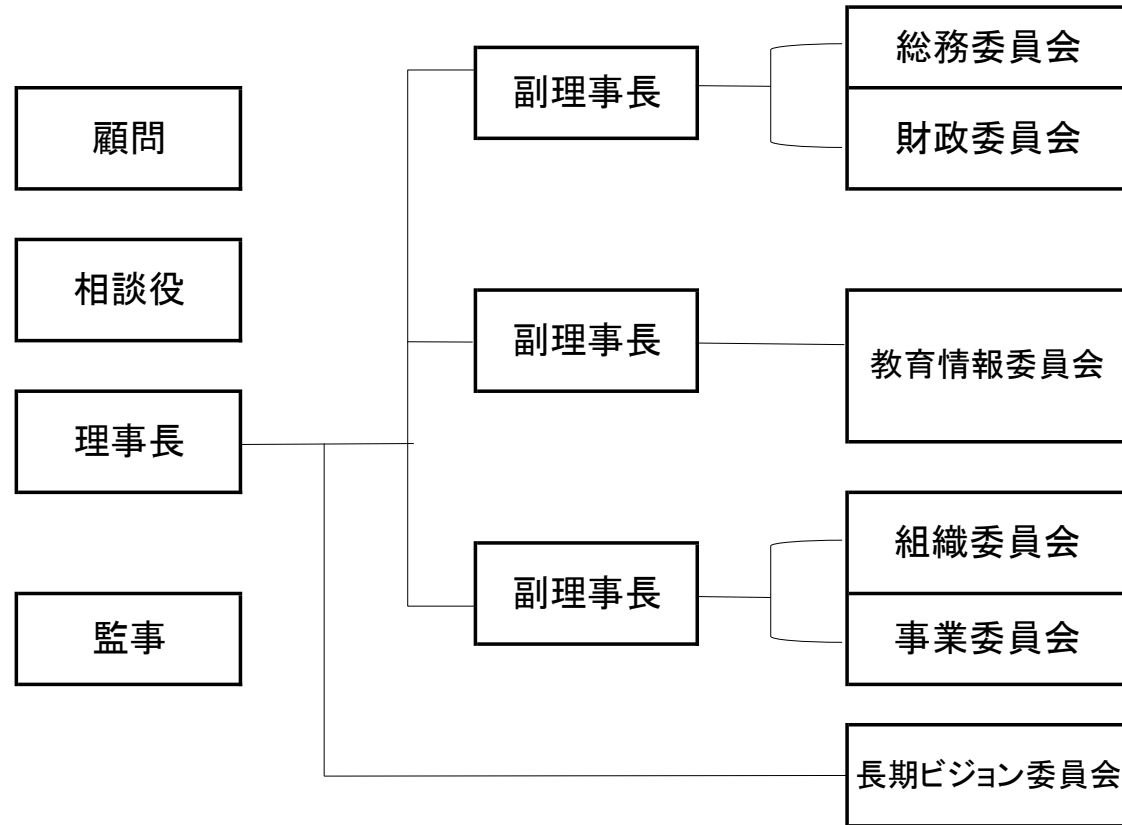 顧問
相談役
理事長
監事
副理事長
副理事長
副理事長
総務委員会
財政委員会
教育情報委員会
組織委員会
事業委員会
長期ビジョン委員会